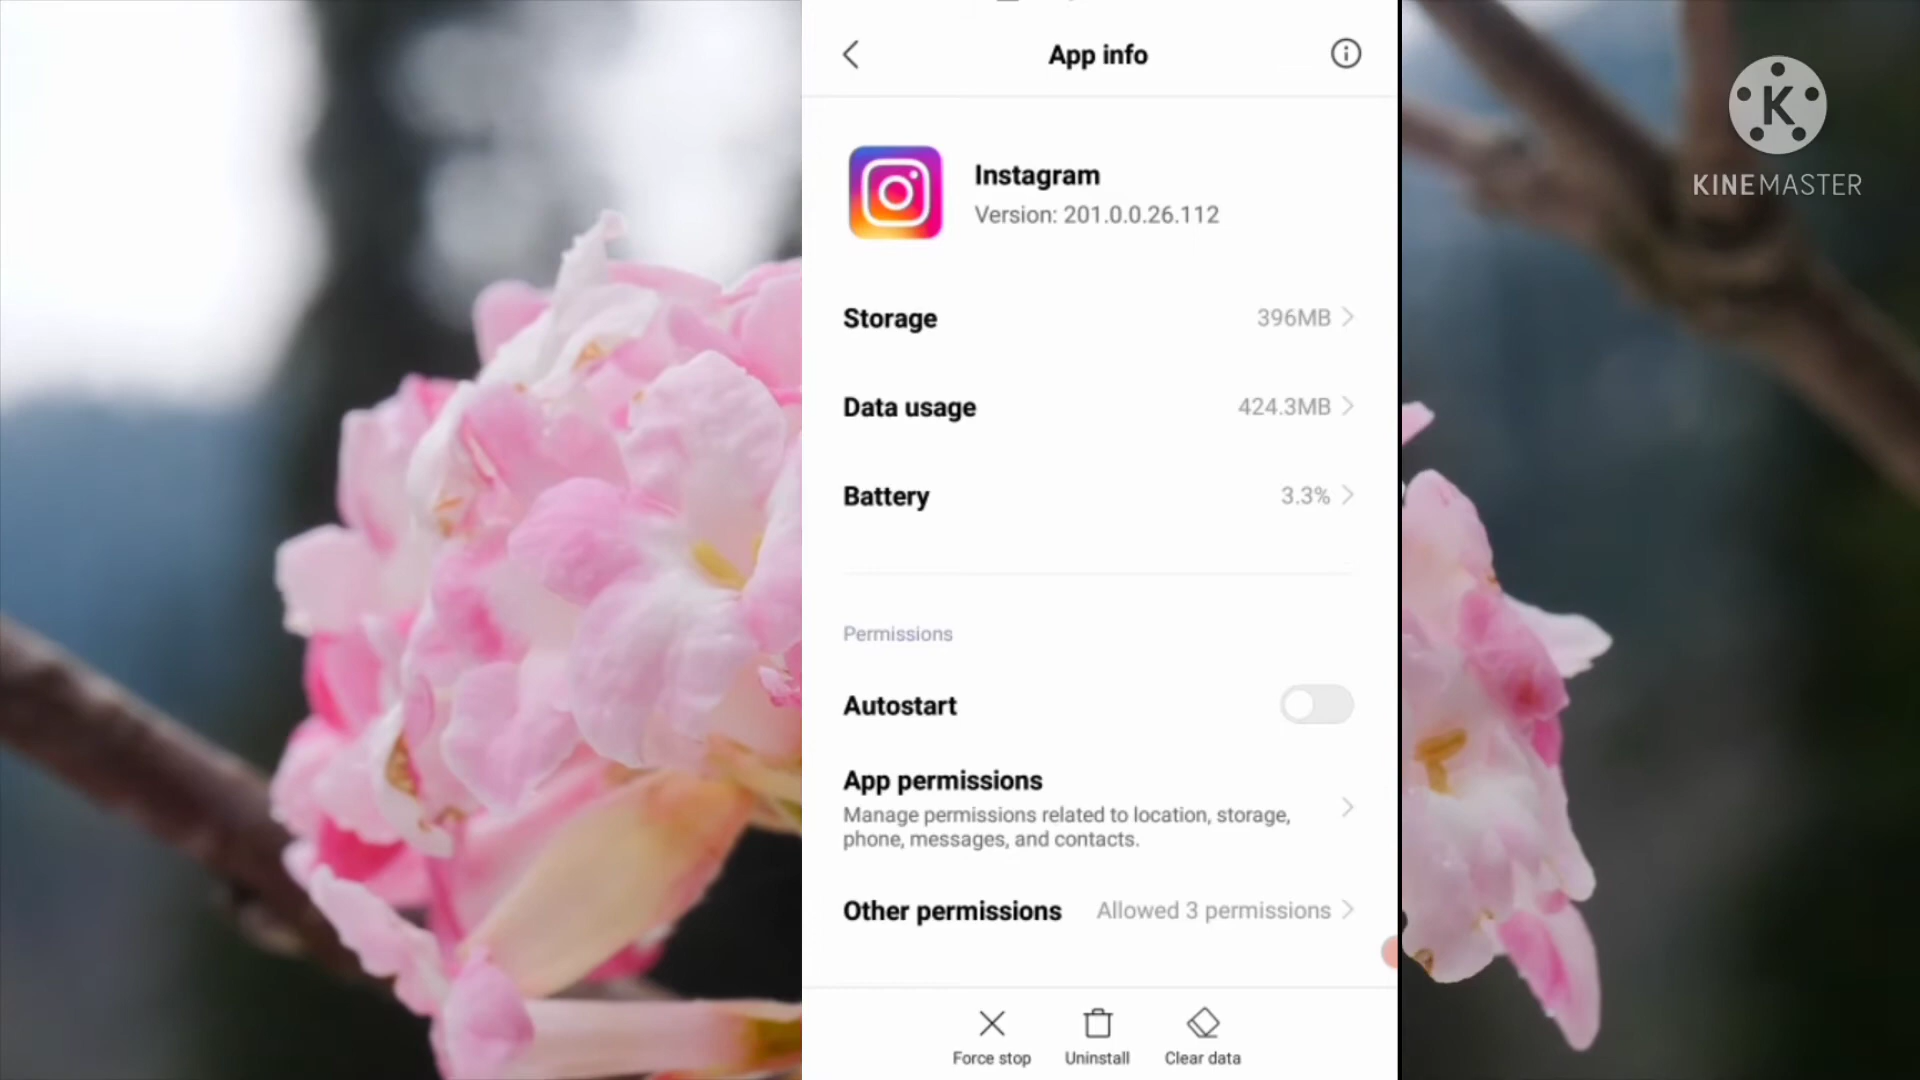 App info
K
KINEMASTER
Instagram
Version: 201.0.0.26.112
Storage 396MB
Data usage 424.3MB
Battery 3.3%
Permissions
Autostart
App permissions
Manage permissions related to location, storage,
phone, messages, and contacts.
Other permissions Allowed 3 permissions
Force stop Uninstall Clear data